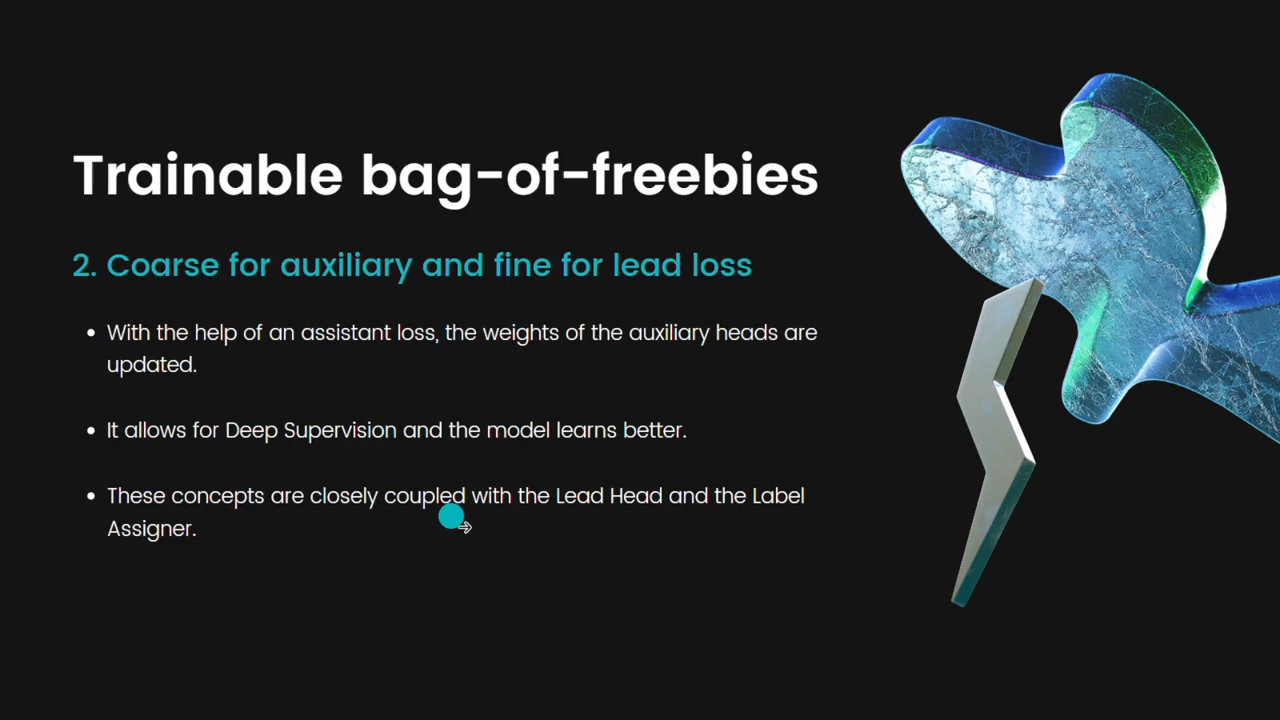 Trainable bag-of-freebies
2. Coarse for auxiliary and fine for lead loss
• With the help of an assistant loss, the weights of the auxiliary heads are
updated.
• It allows for Deep Supervision and the model learns better.
• These concepts are closely coupled with the Lead Head and the Label
Assigner.